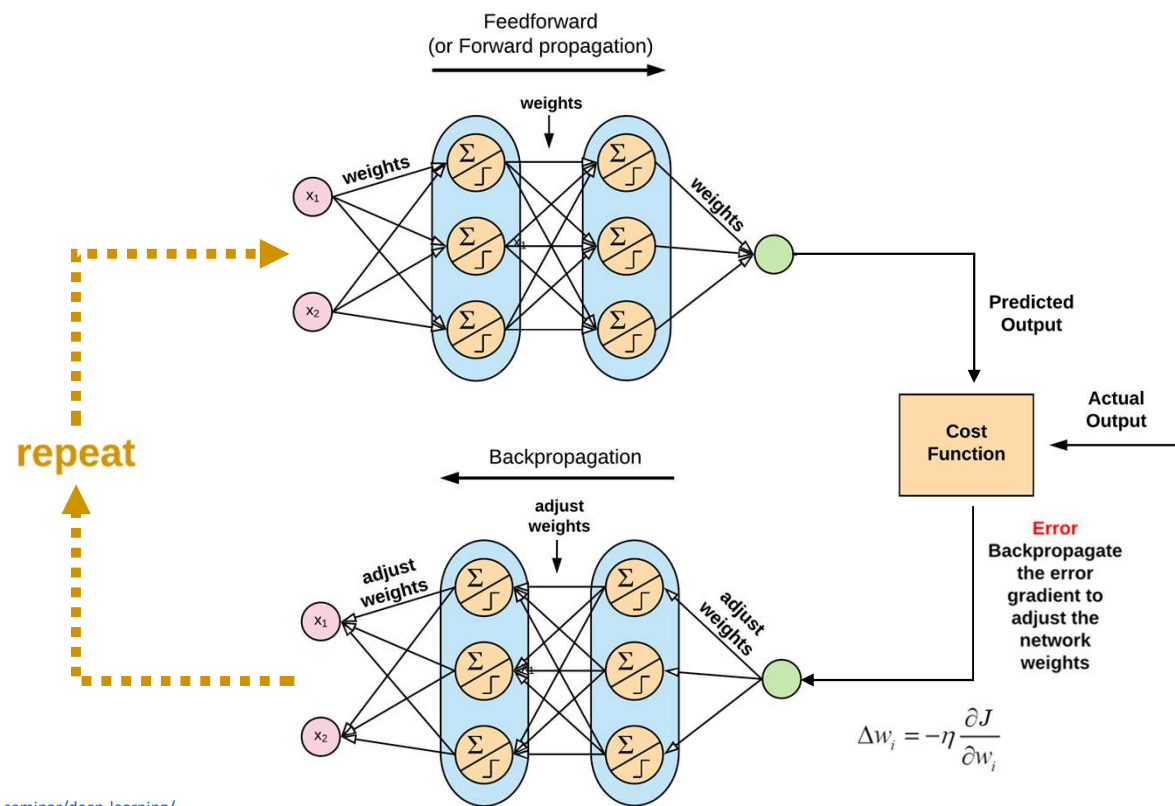 Feedforward
(or Forward propagation)
weights
weights
weights
Σ
Σ
x₁
Σ
x₁
Σ
x₂
Σ
Σ
Predicted
Output
Actual
Output
Cost
Function
repeat
Backpropagation
adjust
weights
adjust
weights
adjust
weights
Error
Backpropagate
the error
gradient to
adjust the
network
weights
Σ
Σ
x₁
Σ
Σ
x₂
Σ
Σ
Δwᵢ = −η ∂J/∂wᵢ